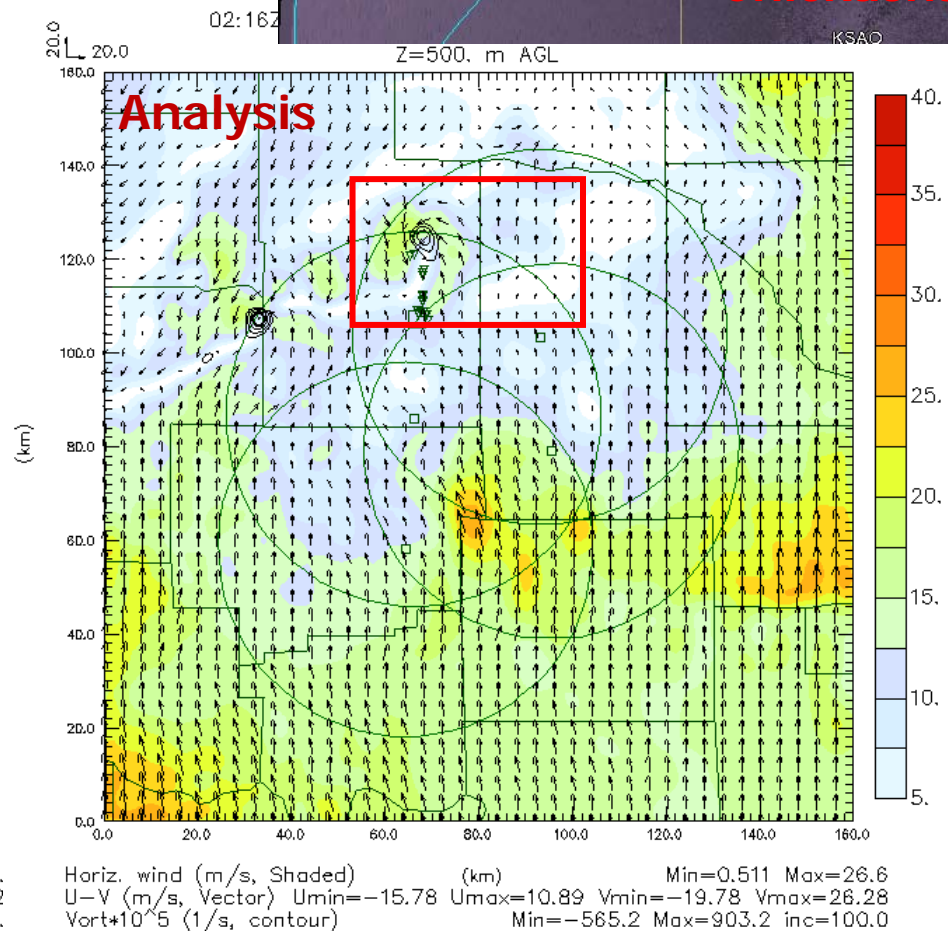 02:16Z
KSAO
20.0
20.0
Z=500. m AGL
Analysis
160.0
140.0
120.0
100.0
80.0
60.0
40.0
20.0
0.0
(km)
0.0 20.0 40.0 60.0 80.0 100.0 120.0 140.0 160.0
40.
35.
30.
25.
20.
15.
10.
5.
Horiz. wind (m/s, Shaded) (km) Min=0.511 Max=26.6
U-V (m/s, Vector) Umin=-15.78 Umax=10.89 Vmin=-19.78 Vmax=26.28
Vort*10^5 (1/s, contour) Min=-565.2 Max=903.2 inc=100.0